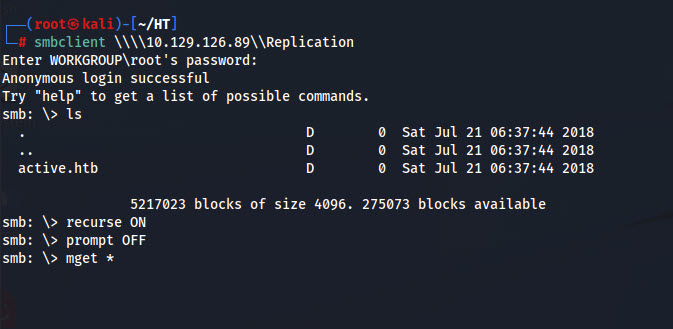 ┌──(root㉿kali)-[~/HT]
└─# smbclient \\\\10.129.126.89\\Replication
Enter WORKGROUP\root's password:
Anonymous login successful
Try "help" to get a list of possible commands.
smb: \> ls
  .                                   D        0  Sat Jul 21 06:37:44 2018
  ..                                  D        0  Sat Jul 21 06:37:44 2018
  active.htb                          D        0  Sat Jul 21 06:37:44 2018
                5217023 blocks of size 4096. 275073 blocks available
smb: \> recurse ON
smb: \> prompt OFF
smb: \> mget *